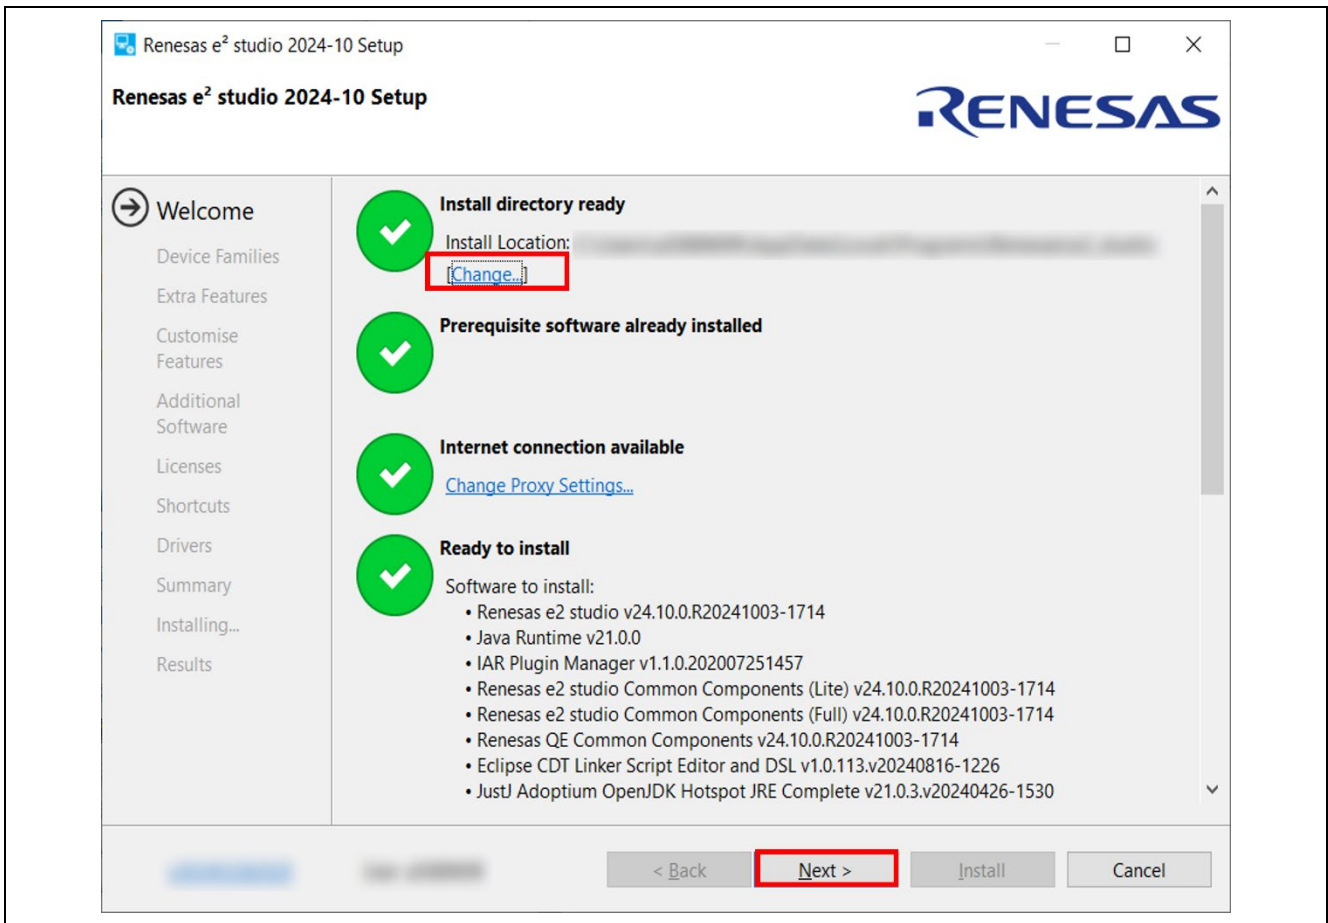 Renesas e² studio 2024-10 Setup
Renesas e² studio 2024-10 Setup
RENESAS
Welcome
Device Families
Extra Features
Customise
Features
Additional
Software
Licenses
Shortcuts
Drivers
Summary
Installing...
Results
Install directory ready
Install Location:
[Change...]
Prerequisite software already installed
Internet connection available
Change Proxy Settings...
Ready to install
Software to install:
• Renesas e2 studio v24.10.0.R20241003-1714
• Java Runtime v21.0.0
• IAR Plugin Manager v1.1.0.202007251457
• Renesas e2 studio Common Components (Lite) v24.10.0.R20241003-1714
• Renesas e2 studio Common Components (Full) v24.10.0.R20241003-1714
• Renesas QE Common Components v24.10.0.R20241003-1714
• Eclipse CDT Linker Script Editor and DSL v1.0.113.v20240816-1226
• JustJ Adoptium OpenJDK Hotspot JRE Complete v21.0.3.v20240426-1530
< Back
Next >
Install
Cancel